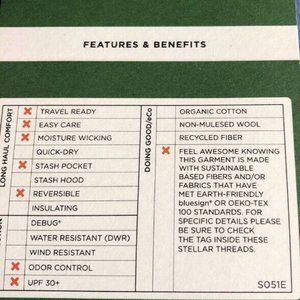 FEATURES & BENEFITS
LONG HAUL COMFORT
TRAVEL READY
EASY CARE
MOISTURE WICKING
QUICK-DRY
STASH POCKET
STASH HOOD
REVERSIBLE
INSULATING
DEBUG®
WATER RESISTANT (DWR)
WIND RESISTANT
ODOR CONTROL
UPF 30+
DOING GOOD/eCo
ORGANIC COTTON
NON-MULESED WOOL
RECYCLED FIBER
FEEL AWESOME KNOWING
THIS GARMENT IS MADE
WITH SUSTAINABLE
BASED FIBERS AND/OR
FABRICS THAT HAVE
MET EARTH-FRIENDLY
bluesign® OR OEKO-TEX
100 STANDARDS. FOR
SPECIFIC DETAILS PLEASE
BE SURE TO CHECK
THE TAG INSIDE THESE
STELLAR THREADS.
S051E